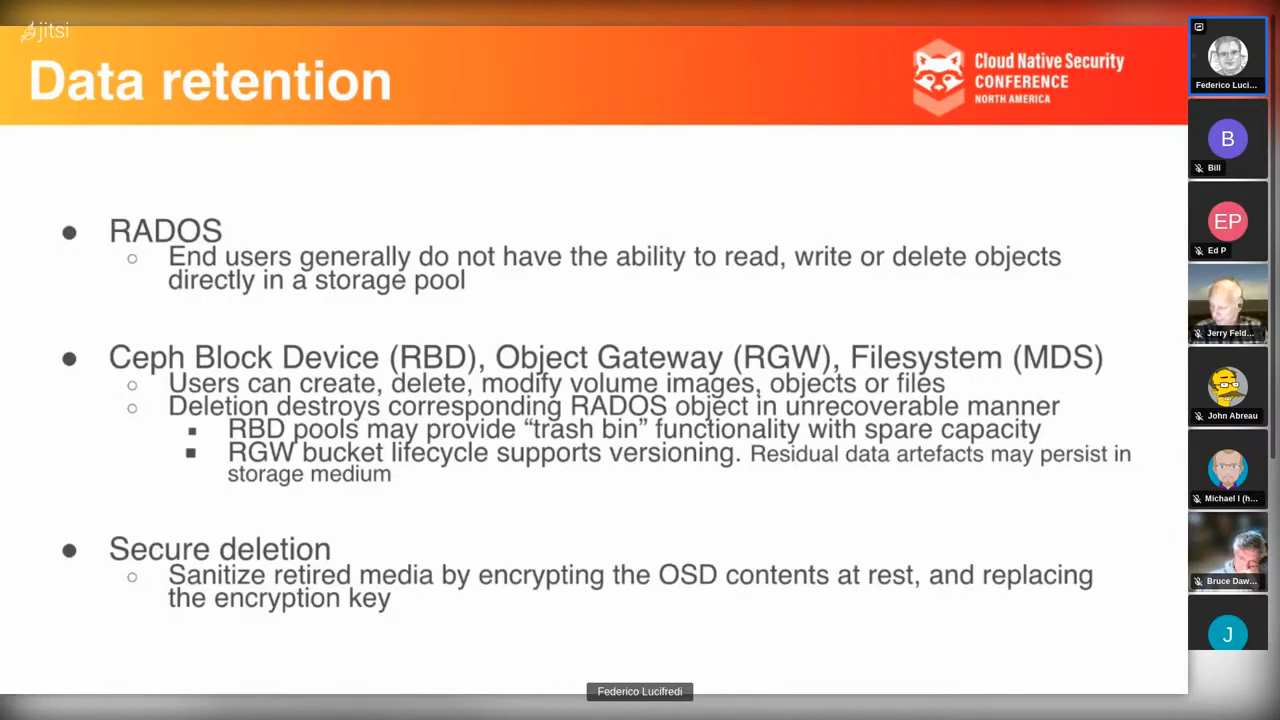 jitsi
Data retention
Cloud Native Security
CONFERENCE
NORTH AMERICA
● RADOS
○ End users generally do not have the ability to read, write or delete objects
directly in a storage pool
● Ceph Block Device (RBD), Object Gateway (RGW), Filesystem (MDS)
○ Users can create, delete, modify volume images, objects or files
○ Deletion destroys corresponding RADOS object in unrecoverable manner
■ RBD pools may provide “trash bin” functionality with spare capacity
■ RGW bucket lifecycle supports versioning. Residual data artefacts may persist in
storage medium
● Secure deletion
○ Sanitize retired media by encrypting the OSD contents at rest, and replacing
the encryption key
Federico Lucifredi
Federico Luci...
B
Bill
EP
Ed P
Jerry Feld...
John Abreau
Michael I (h...
Bruce Daw...
J